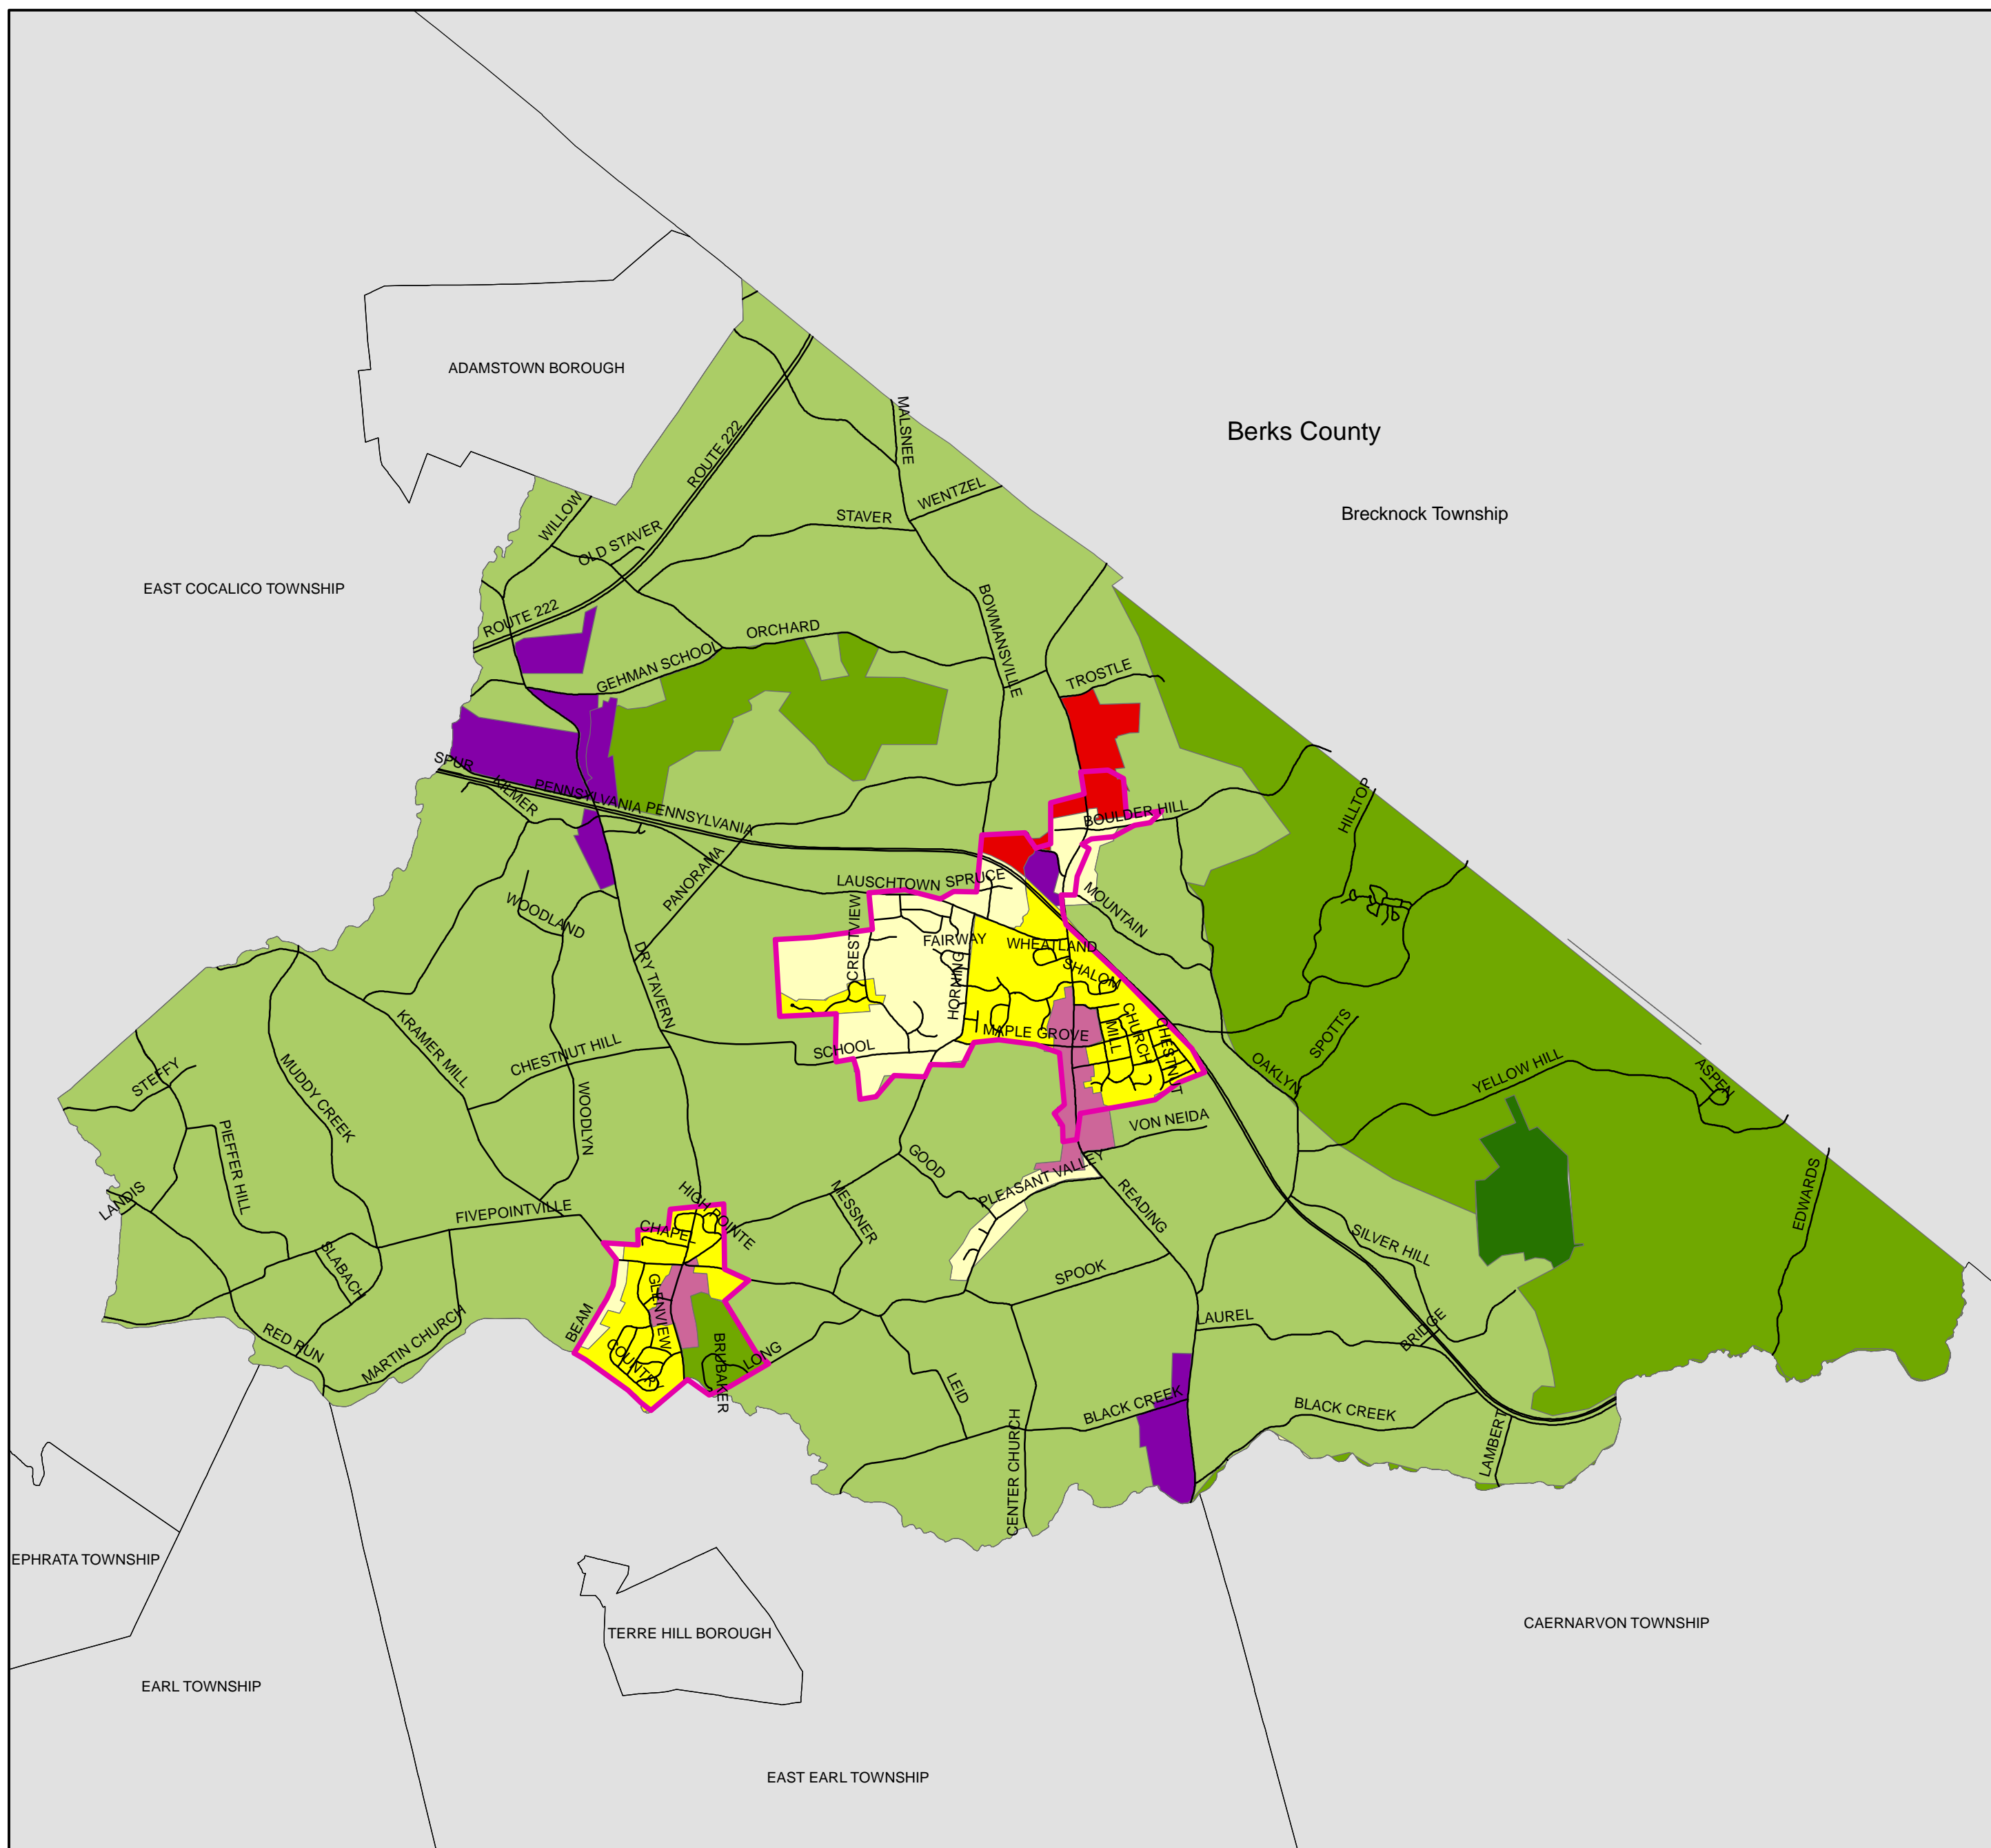 ADAMSTOWN BOROUGH
MALSNEE
Berks County
ROUTE 222
WENTZEL
Brecknock Township
WILLOW
STAVER
OLD STAVER
EAST COCALICO TOWNSHIP
ROUTE 222
BOWMANSVILLE
ORCHARD
GEHMAN SCHOOL
TROSTLE
SPUR
KILMER
PENNSYLVANIA
PENNSYLVANIA
BOULDER HILL
HILLTOP
PANORAMA
LAUSCHTOWN
SPRUCE
WOODLAND
CRESTVIEW
MOUNTAIN
FAIRWAY
WHEATLAND
DRY TAVERN
HORNING
SHALON
KRAMER MILL
MAPLE GROVE
MILL
CHURCH
CHESTNUT
SPOTTS
CHESTNUT HILL
SCHOOL
STEFFY
MUDDY CREEK
OAKLYN
YELLOW HILL
ASPEN
WOODLYN
VON NEIDA
PIEFFER HILL
GOOD
PLEASANT VALLEY
LANDIS
FIVEPOINTVILLE
HIGH POINTE
MESSNER
READING
EDWARDS
CHAPEL
SILVER HILL
SLABACH
SPOOK
GLENVIEW
BEAM
LAUREL
BRIDGE
RED RUN
MARTIN CHURCH
COUNTRY
BRUBAKER
LONG
LEID
BLACK CREEK
BLACK CREEK
LAMBERT
CENTER CHURCH
EPHRATA TOWNSHIP
TERRE HILL BOROUGH
CAERNARVON TOWNSHIP
EARL TOWNSHIP
EAST EARL TOWNSHIP